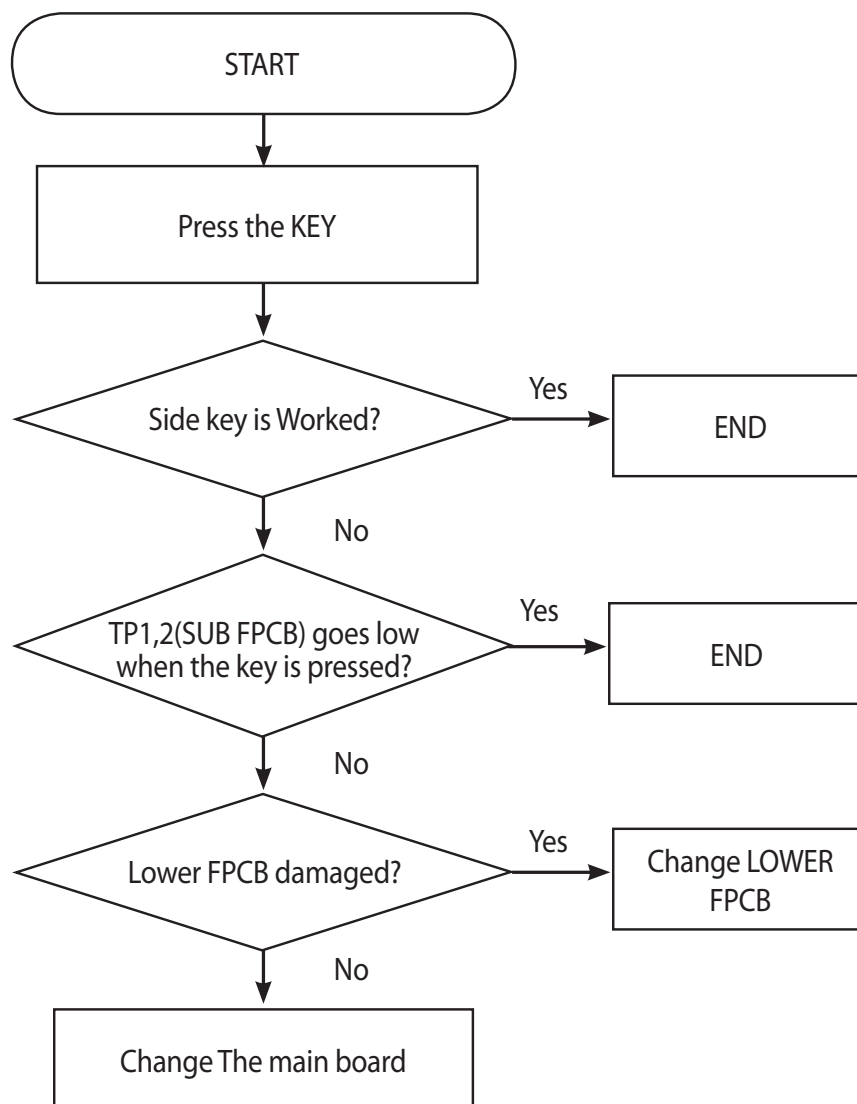 START
Press the KEY
Side key is Worked?
Yes
END
No
TP1,2(SUB FPCB) goes low
when the key is pressed?
Yes
END
No
Lower FPCB damaged?
Yes
Change LOWER
FPCB
No
Change The main board